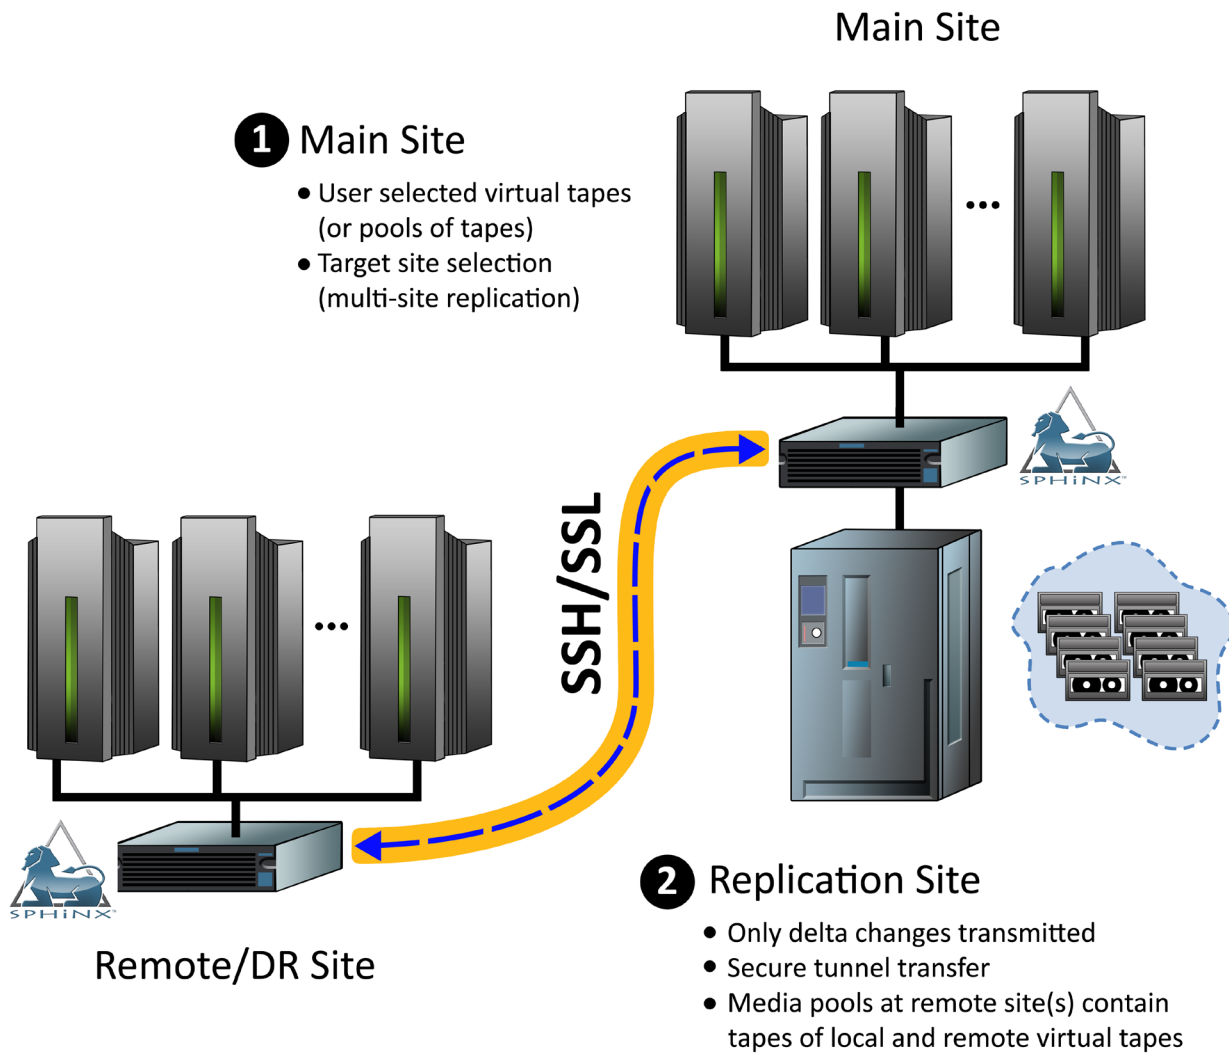 Main Site
1 Main Site
• User selected virtual tapes
(or pools of tapes)
• Target site selection
(multi-site replication)
...
SPHiNX™
SSH/SSL
...
SPHiNX™
Remote/DR Site
2 Replication Site
• Only delta changes transmitted
• Secure tunnel transfer
• Media pools at remote site(s) contain
tapes of local and remote virtual tapes